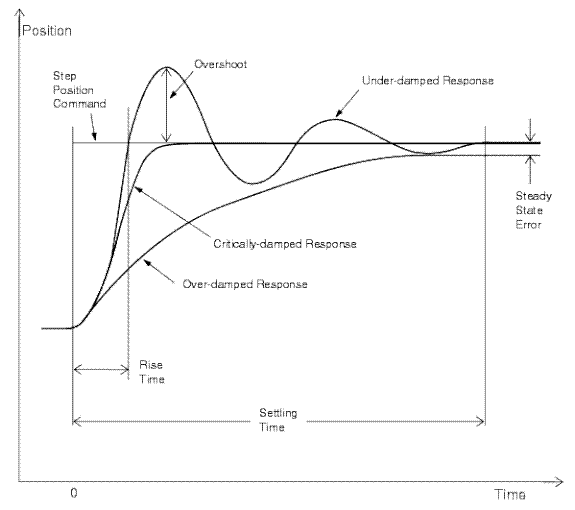 Position
Overshoot
Step
Position
Command
Under-damped Response
Steady
State
Error
Critically-damped Response
Over-damped Response
Rise
Time
Settling
Time
0
Time